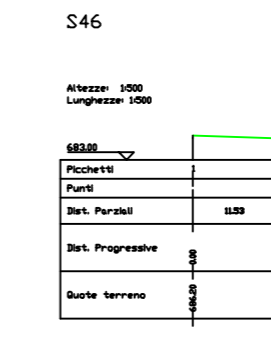 S46
Altezze: 1:500
Lunghezze: 1:500
683.00
Picchetti 1
Punti
Dist. Parziali 11.53
Dist. Progressive 0.00
Quote terreno 686.20